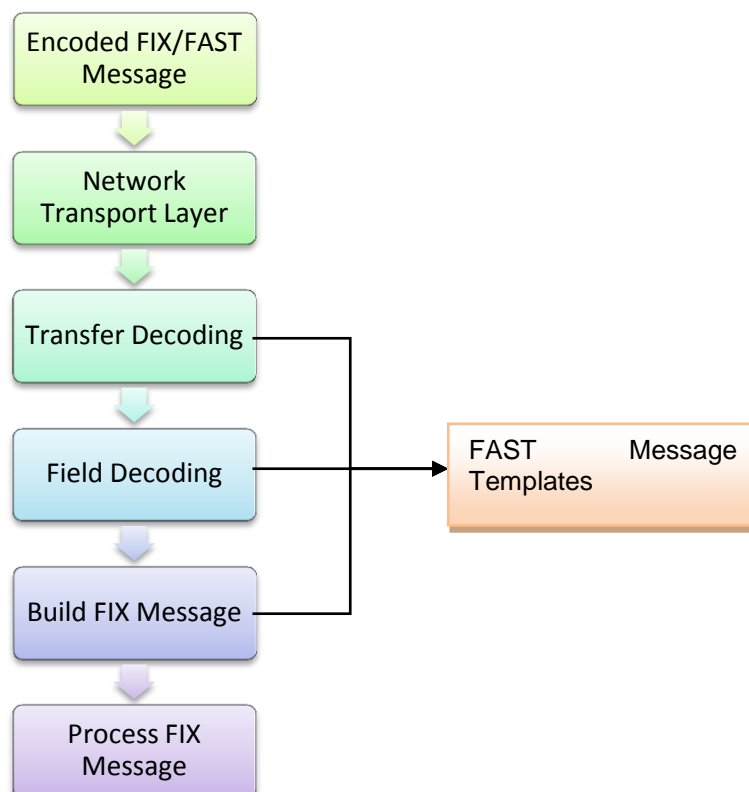 Encoded FIX/FAST
Message
Network
Transport Layer
Transfer Decoding
Field Decoding
FAST Message
Templates
Build FIX Message
Process FIX
Message